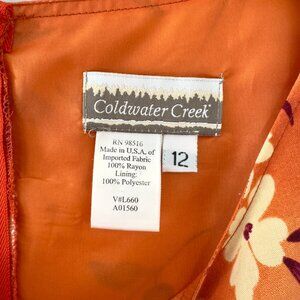 Coldwater Creek
RN 98516
Made in U.S.A. of
Imported Fabric
100% Rayon
Lining:
100% Polyester
V#L660
A01560
12